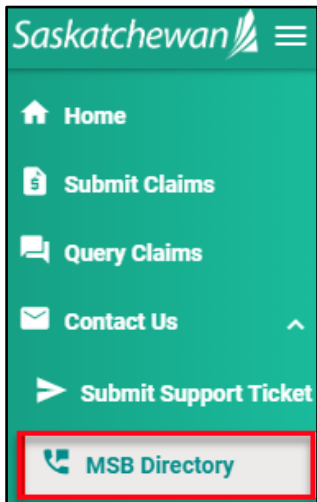 Saskatchewan
Home
Submit Claims
Query Claims
Contact Us
Submit Support Ticket
MSB Directory